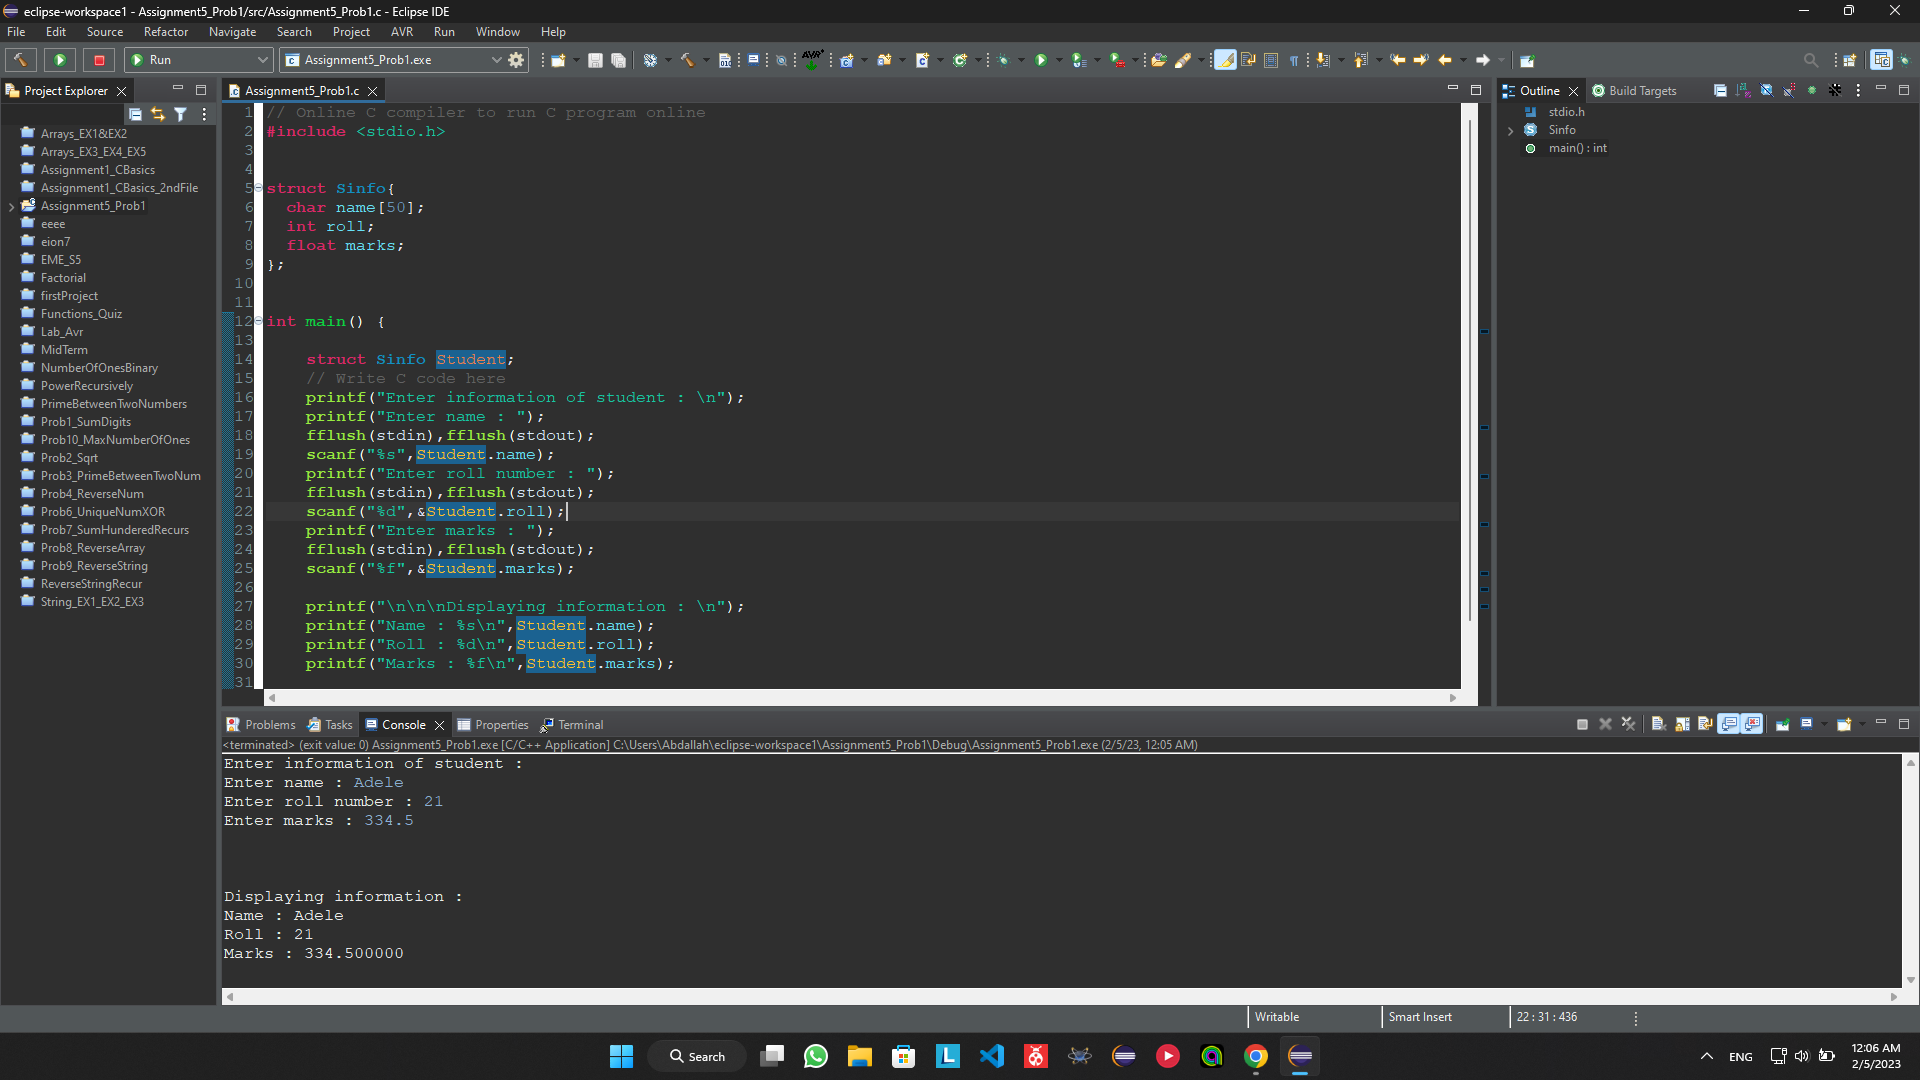 eclipse-workspace1 - Assignment5_Prob1/src/Assignment5_Prob1.c - Eclipse IDE
File Edit Source Refactor Navigate Search Project AVR Run Window Help
Run Assignment5_Prob1.exe
Project Explorer
Arrays_EX1&EX2
Arrays_EX3_EX4_EX5
Assignment1_CBasics
Assignment1_CBasics_2ndFile
Assignment5_Prob1
eeee
eion7
EME_S5
Factorial
firstProject
Functions_Quiz
Lab_Avr
MidTerm
NumberOfOnesBinary
PowerRecursively
PrimeBetweenTwoNumbers
Prob1_SumDigits
Prob10_MaxNumberOfOnes
Prob2_Sqrt
Prob3_PrimeBetweenTwoNum
Prob4_ReverseNum
Prob6_UniqueNumXOR
Prob7_SumHunderedRecurs
Prob8_ReverseArray
Prob9_ReverseString
ReverseStringRecur
String_EX1_EX2_EX3
Assignment5_Prob1.c
1 // Online C compiler to run C program online
2 #include <stdio.h>
3
4
5 struct Sinfo{
6 char name[50];
7 int roll;
8 float marks;
9 };
10
11
12 int main() {
13
14 struct Sinfo Student;
15 // Write C code here
16 printf("Enter information of student : \n");
17 printf("Enter name : ");
18 fflush(stdin),fflush(stdout);
19 scanf("%s",Student.name);
20 printf("Enter roll number : ");
21 fflush(stdin),fflush(stdout);
22 scanf("%d",&Student.roll);
23 printf("Enter marks : ");
24 fflush(stdin),fflush(stdout);
25 scanf("%f",&Student.marks);
26
27 printf("\n\n\nDisplaying information : \n");
28 printf("Name : %s\n",Student.name);
29 printf("Roll : %d\n",Student.roll);
30 printf("Marks : %f\n",Student.marks);
31
Outline Build Targets
stdio.h
Sinfo
main() : int
Problems Tasks Console Properties Terminal
<terminated> (exit value: 0) Assignment5_Prob1.exe [C/C++ Application] C:\Users\Abdallah\eclipse-workspace1\Assignment5_Prob1\Debug\Assignment5_Prob1.exe (2/5/23, 12:05 AM)
Enter information of student :
Enter name : Adele
Enter roll number : 21
Enter marks : 334.5
Displaying information :
Name : Adele
Roll : 21
Marks : 334.500000
Writable Smart Insert 22 : 31 : 436
Search
ENG
12:06 AM
2/5/2023